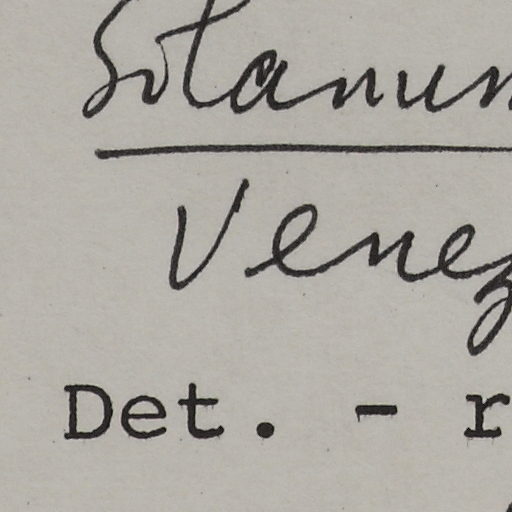 Solanum
Venez
Det. - r